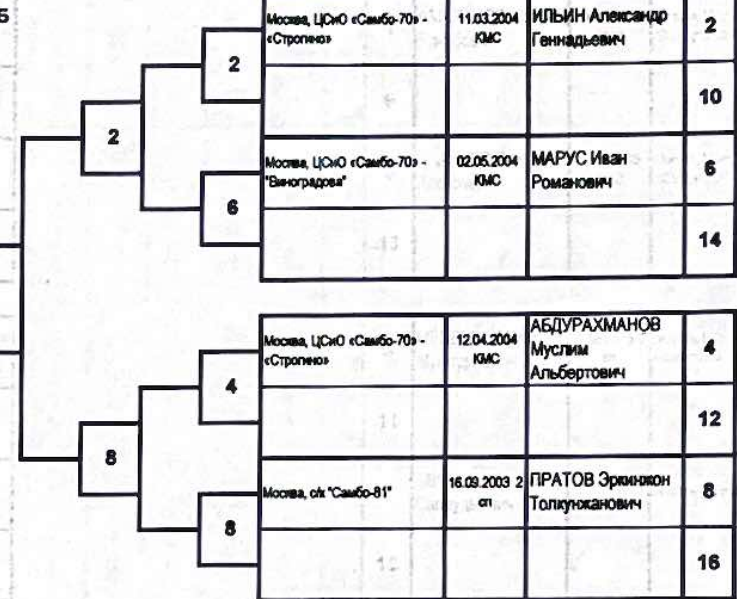 5
Москва, ЦСиО «Самбо-70» - 11.03.2004 ИЛЬИН Александр 2
«Строгино» КМС Геннадьевич
2
10
2
Москва, ЦСиО «Самбо-70» - 02.05.2004 МАРУС Иван 6
"Виноградова" КМС Романович
6
14
Москва, ЦСиО «Самбо-70» - 12.04.2004 АБДУРАХМАНОВ 4
«Строгино» КМС Муслим
Альбертович
4
12
8
Москва, с/к "Самбо-81" 16.09.2003 2 ПРАТОВ Эркинжон 8
сп Толкунжанович
8
16